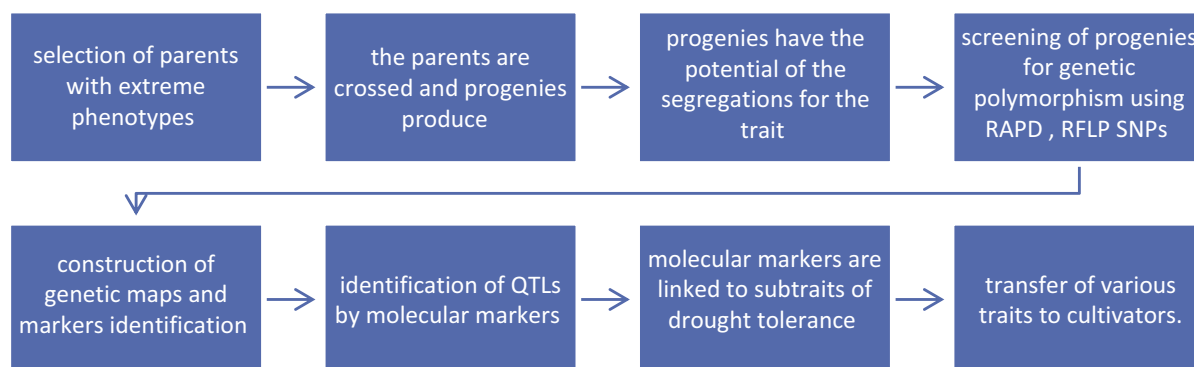 selection of parents
with extreme
phenotypes
the parents are
crossed and progenies
produce
progenies have the
potential of the
segregations for the
trait
screening of progenies
for genetic
polymorphism using
RAPD , RFLP SNPs
construction of
genetic maps and
markers identification
identification of QTLs
by molecular markers
molecular markers are
linked to subtraits of
drought tolerance
transfer of various
traits to cultivators.